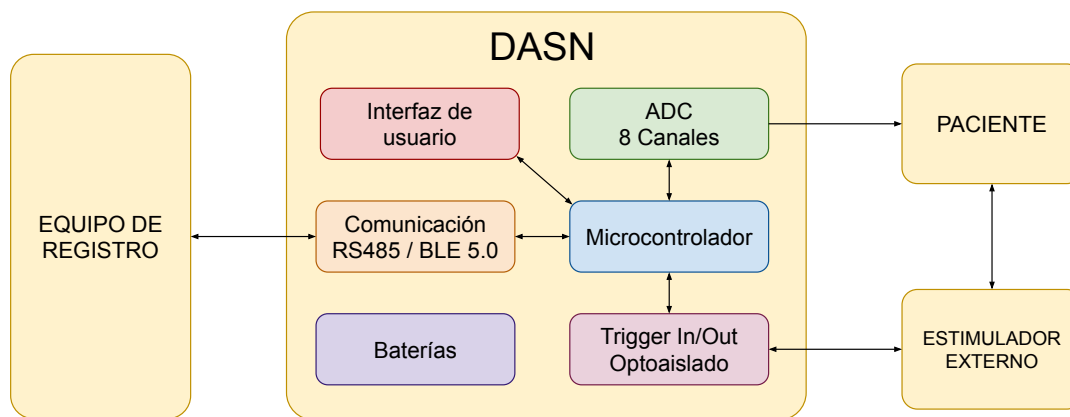 DASN
Interfaz de
usuario
ADC
8 Canales
PACIENTE
EQUIPO DE
REGISTRO
Comunicación
RS485 / BLE 5.0
Microcontrolador
Baterías
Trigger In/Out
Optoaislado
ESTIMULADOR
EXTERNO